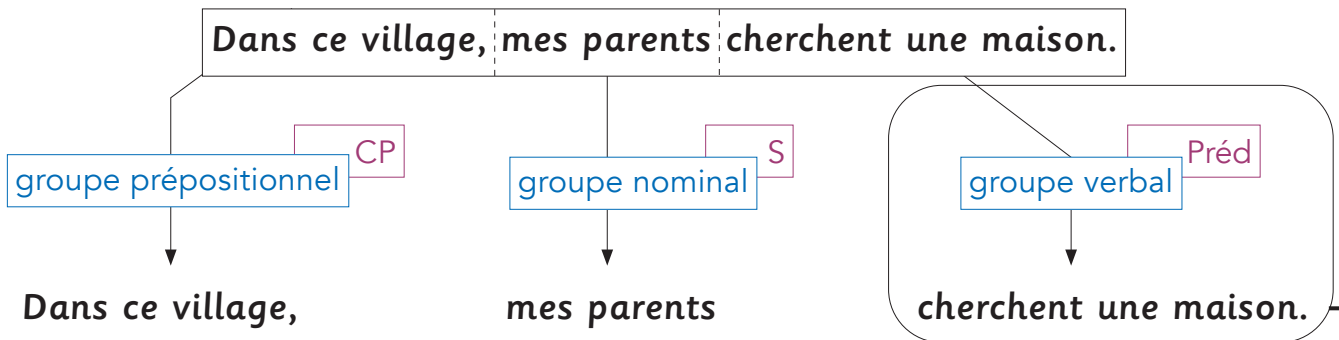 Dans ce village, mes parents cherchent une maison.
CP
S
Préd
groupe prépositionnel
groupe nominal
groupe verbal
Dans ce village,
mes parents
cherchent une maison.